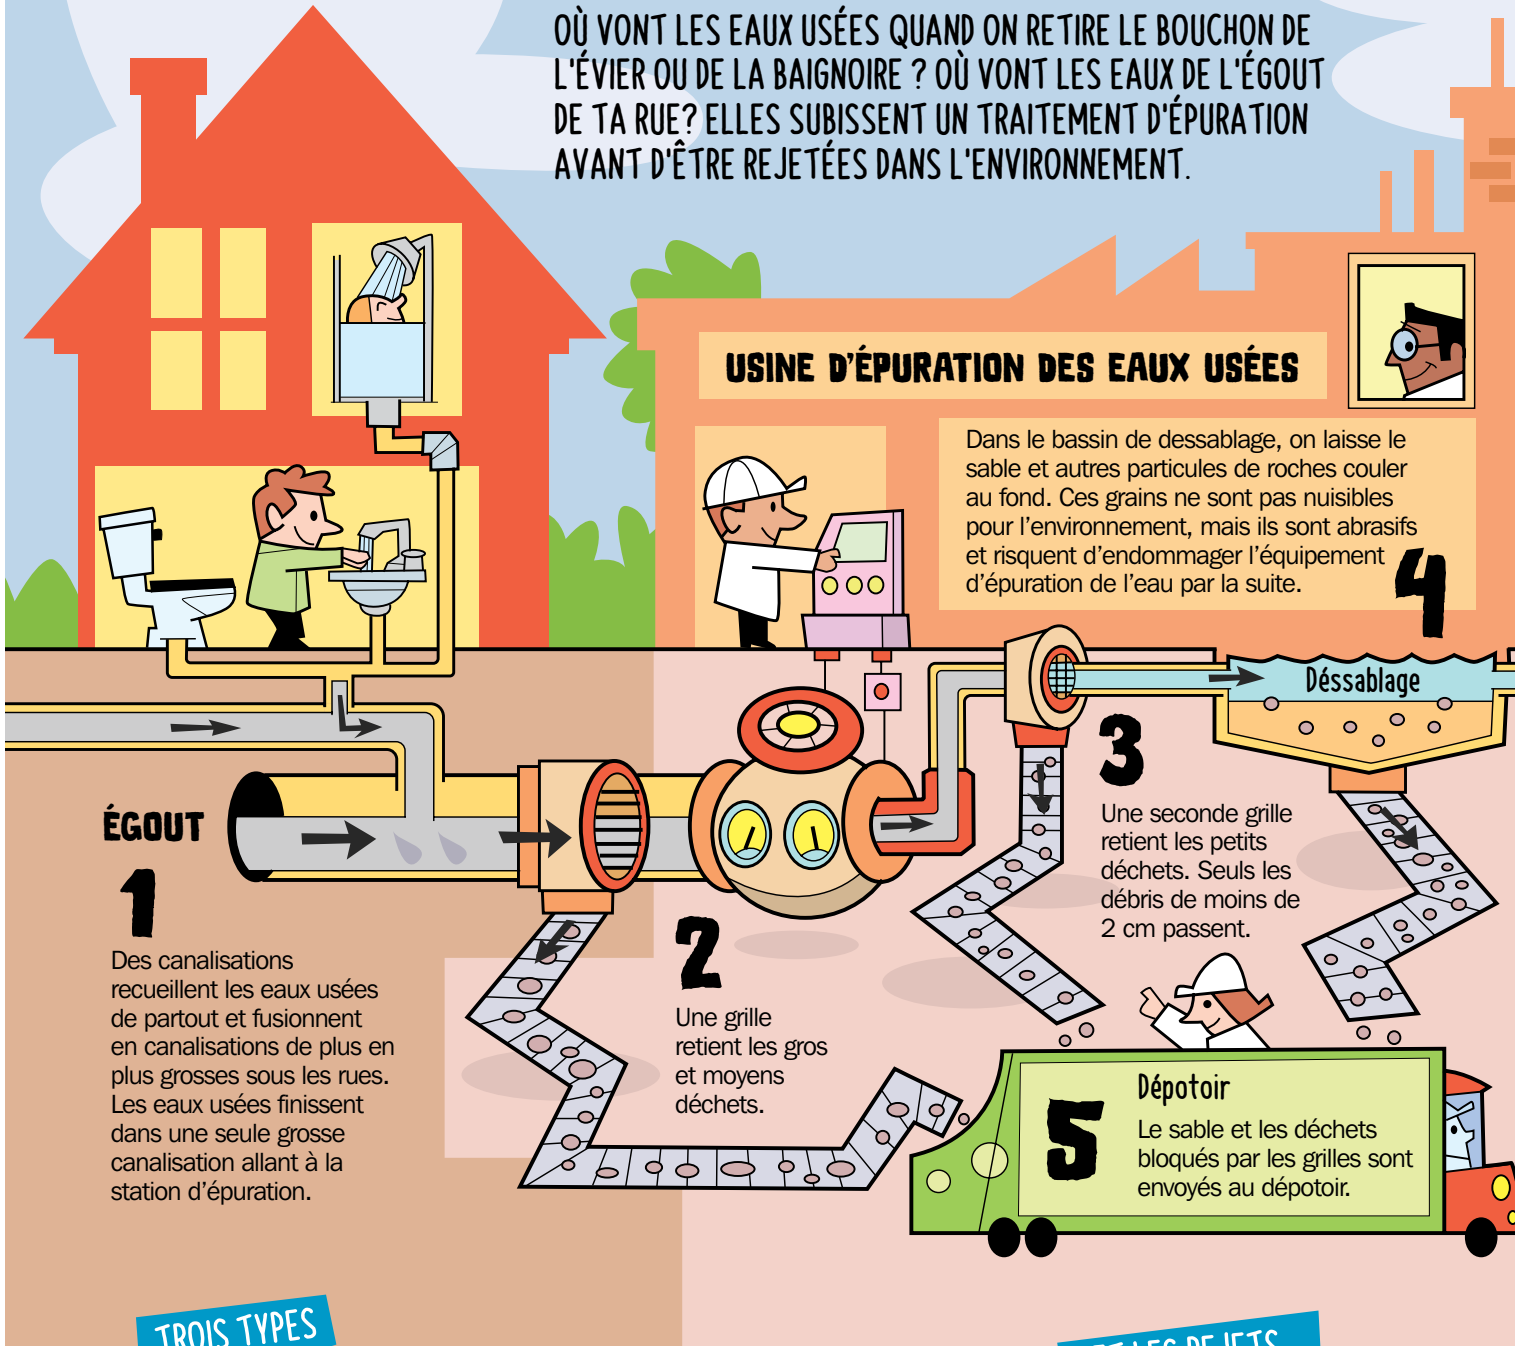 OÙ VONT LES EAUX USÉES QUAND ON RETIRE LE BOUCHON DE
L'ÉVIER OU DE LA BAIGNOIRE ? OÙ VONT LES EAUX DE L'ÉGOUT
DE TA RUE? ELLES SUBISSENT UN TRAITEMENT D'ÉPURATION
AVANT D'ÊTRE REJETÉES DANS L'ENVIRONNEMENT.
USINE D'ÉPURATION DES EAUX USÉES
Dans le bassin de dessablage, on laisse le
sable et autres particules de roches couler
au fond. Ces grains ne sont pas nuisibles
pour l'environnement, mais ils sont abrasifs
et risquent d'endommager l'équipement
d'épuration de l'eau par la suite.
4
Déssablage
ÉGOUT
1
Des canalisations
recueillent les eaux usées
de partout et fusionnent
en canalisations de plus en
plus grosses sous les rues.
Les eaux usées finissent
dans une seule grosse
canalisation allant à la
station d'épuration.
2
Une grille
retient les gros
et moyens
déchets.
3
Une seconde grille
retient les petits
déchets. Seuls les
débris de moins de
2 cm passent.
5
Dépotoir
Le sable et les déchets
bloqués par les grilles sont
envoyés au dépotoir.
TROIS TYPES
ET LES REJETS